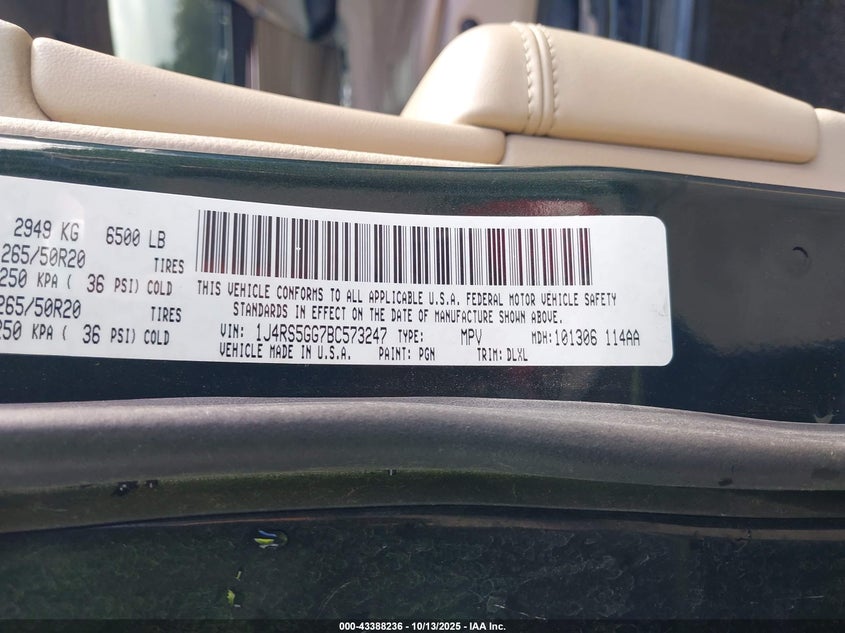 2949 KG 6500 LB
265/50R20 TIRES
250 KPA ( 36 PSI) COLD
265/50R20 TIRES
250 KPA ( 36 PSI) COLD
THIS VEHICLE CONFORMS TO ALL APPLICABLE U.S.A. FEDERAL MOTOR VEHICLE SAFETY
STANDARDS IN EFFECT ON THE DATE OF MANUFACTURE SHOWN ABOVE.
VIN: 1J4RS5GG7BC573247 TYPE: MPV MDH:101306 114AA
VEHICLE MADE IN U.S.A. PAINT: PGN TRIM: DLXL
000-43388236 - 10/13/2025 - IAA Inc.